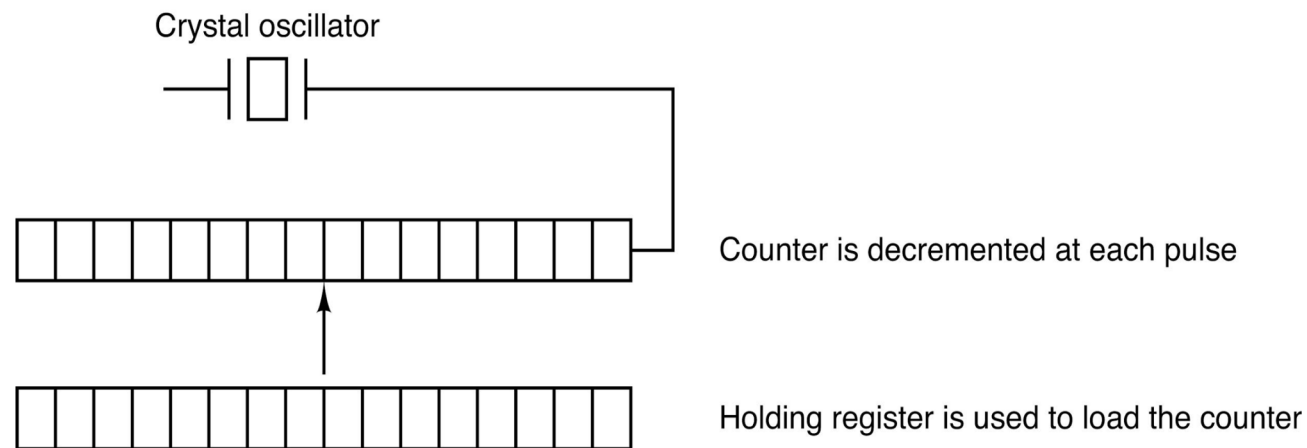 Crystal oscillator
Counter is decremented at each pulse
Holding register is used to load the counter